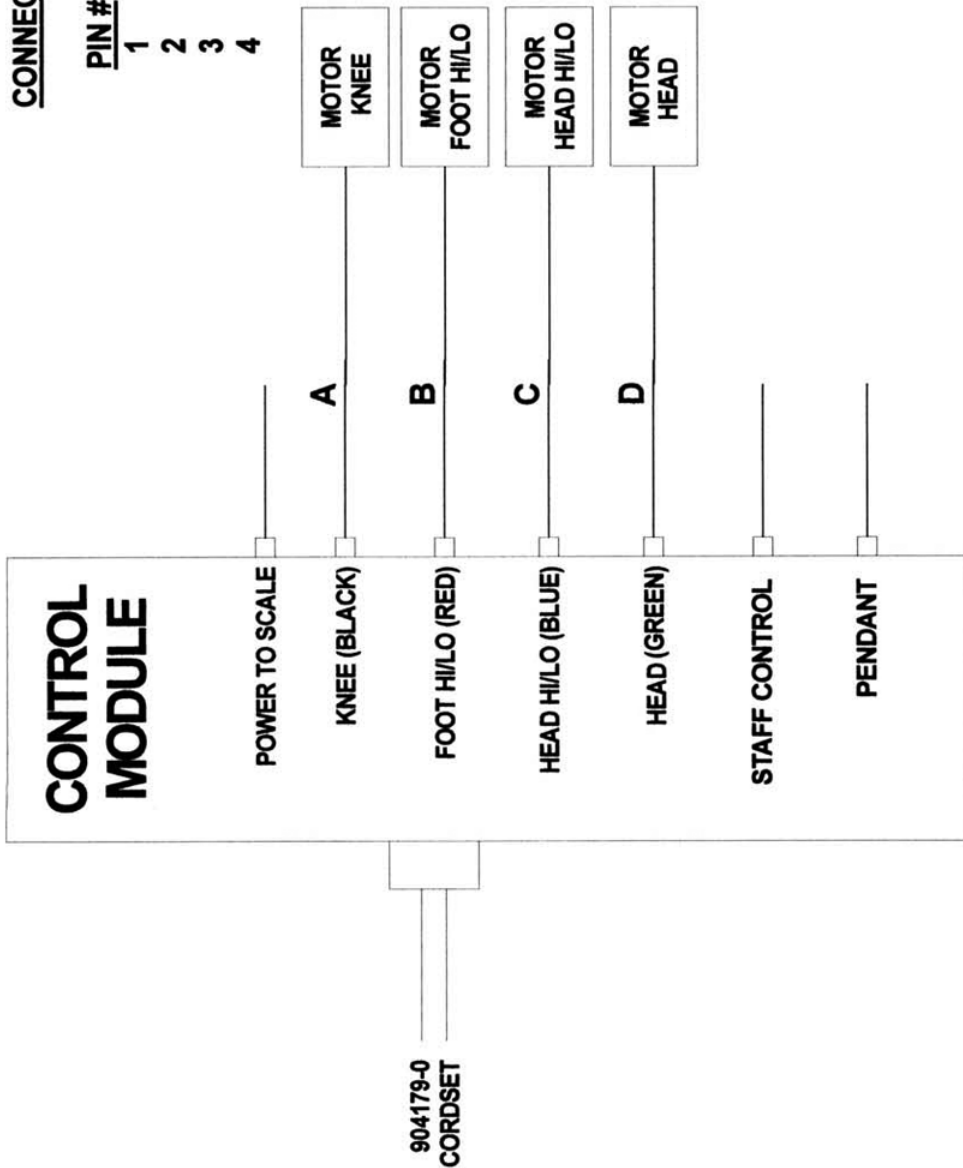 CONNEC
PIN #
1
2
3
4
CONTROL
MODULE
904179-0
CORDSET
POWER TO SCALE
KNEE (BLACK)
A
MOTOR
KNEE
FOOT HI/LO (RED)
B
MOTOR
FOOT HI/LO
HEAD HI/LO (BLUE)
C
MOTOR
HEAD HI/LO
HEAD (GREEN)
D
MOTOR
HEAD
STAFF CONTROL
PENDANT